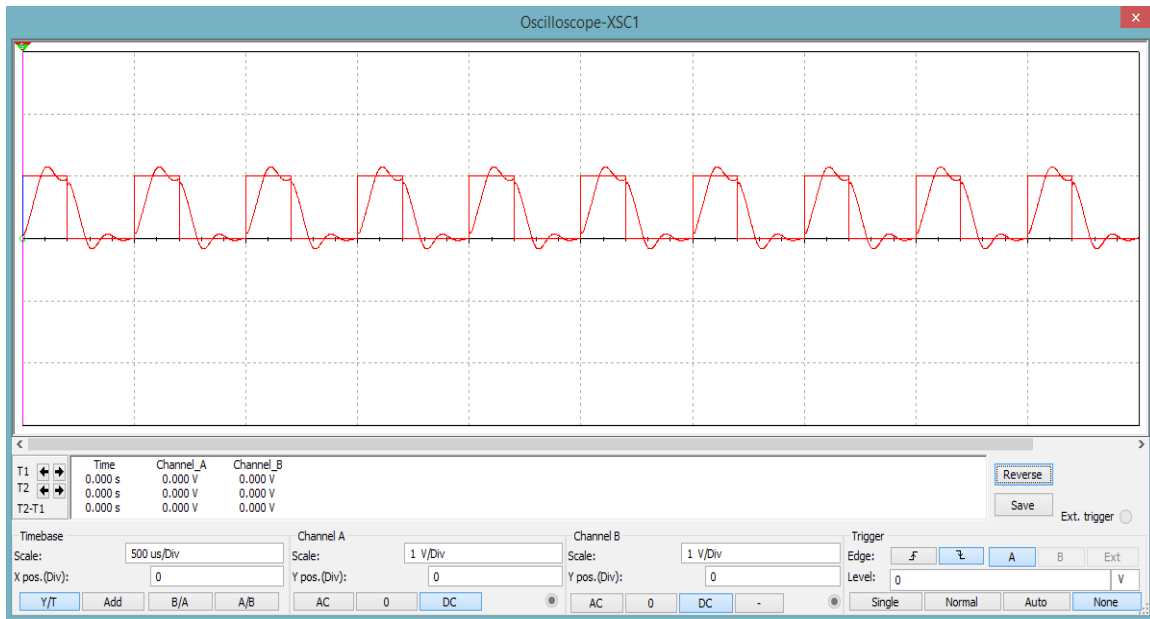 Oscilloscope-XSC1
x
T1
T2
T2-T1
Time Channel_A Channel_B
0.000 s 0.000 V 0.000 V
0.000 s 0.000 V 0.000 V
0.000 s 0.000 V 0.000 V
Reverse
Save
Ext. trigger
Timebase
Scale: 500 us/Div
X pos.(Div): 0
Y/T Add B/A A/B
Channel A
Scale: 1 V/Div
Y pos.(Div): 0
AC 0 DC
Channel B
Scale: 1 V/Div
Y pos.(Div): 0
AC 0 DC -
Trigger
Edge: A B Ext
Level: 0 V
Single Normal Auto None